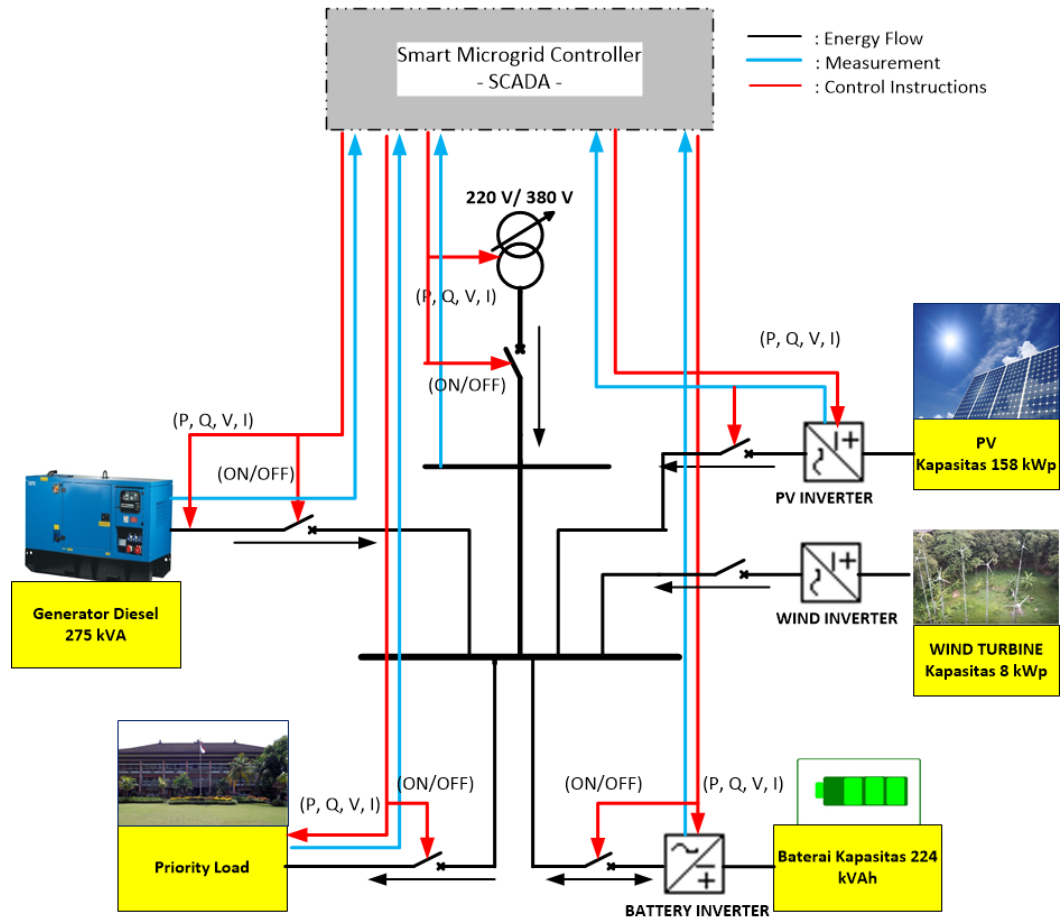 Smart Microgrid Controller
- SCADA -
: Energy Flow
: Measurement
: Control Instructions
220 V/ 380 V
(P, Q, V, I)
(ON/OFF)
(P, Q, V, I)
(ON/OFF)
Generator Diesel
275 kVA
(P, Q, V, I)
PV INVERTER
PV
Kapasitas 158 kWp
WIND INVERTER
WIND TURBINE
Kapasitas 8 kWp
(ON/OFF)
(P, Q, V, I)
Priority Load
(ON/OFF)
(P, Q, V, I)
BATTERY INVERTER
Baterai Kapasitas 224
kVAh